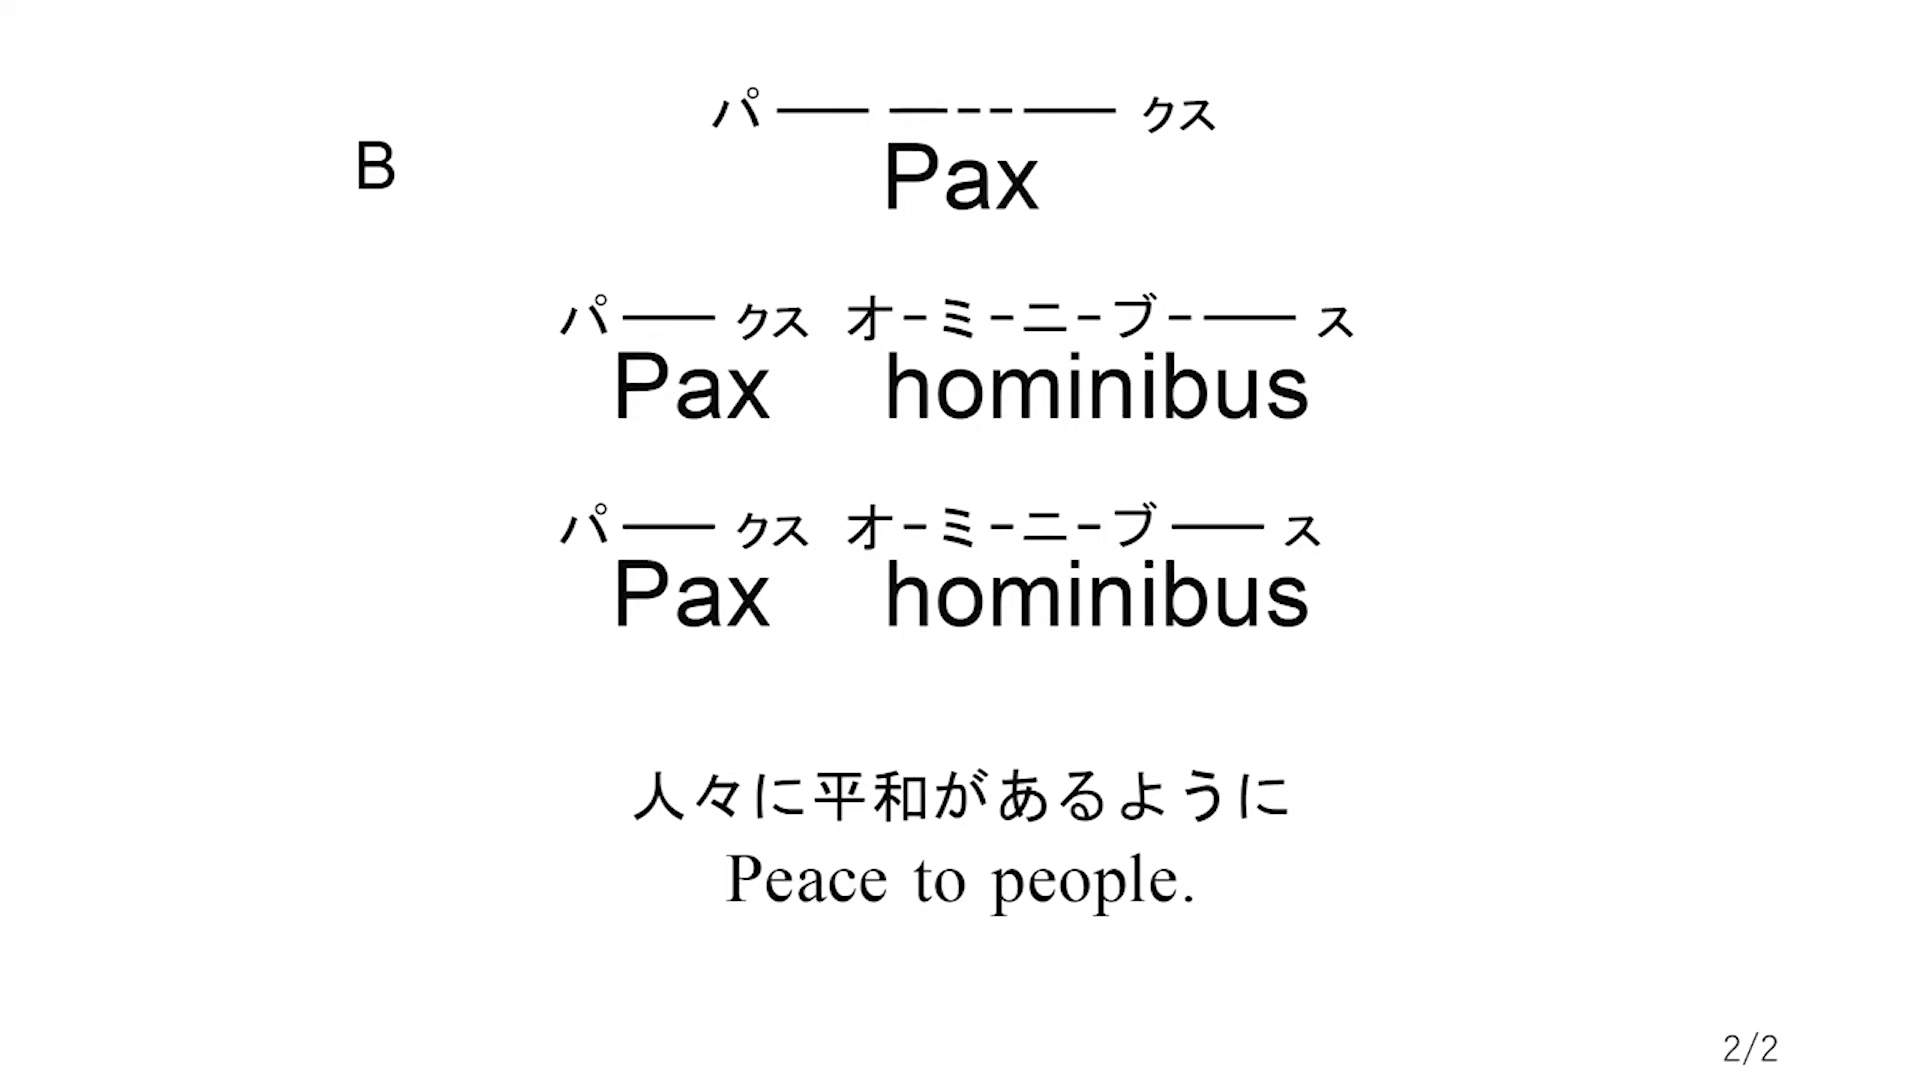 パ— —--— クス
B
Pax
パ—クス オ-ミ-ニ-ブ-—ス
Pax hominibus
パ—クス オ-ミ-ニ-ブ—ス
Pax hominibus
人々に平和があるように
Peace to people.
2/2